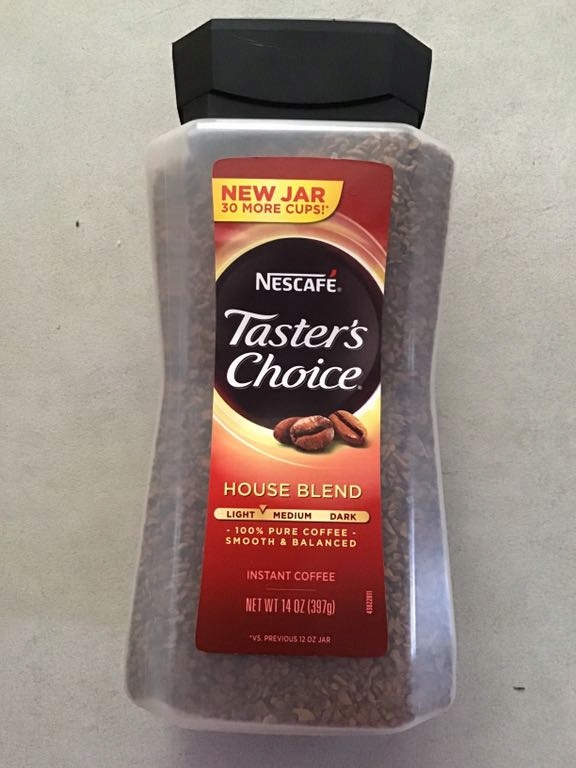 NEW JAR
30 MORE CUPS!*
NESCAFÉ®
Taster's
Choice®
HOUSE BLEND
LIGHT MEDIUM DARK
- 100% PURE COFFEE -
SMOOTH & BALANCED
INSTANT COFFEE
NET WT 14 OZ (397g)
*VS. PREVIOUS 12 OZ JAR